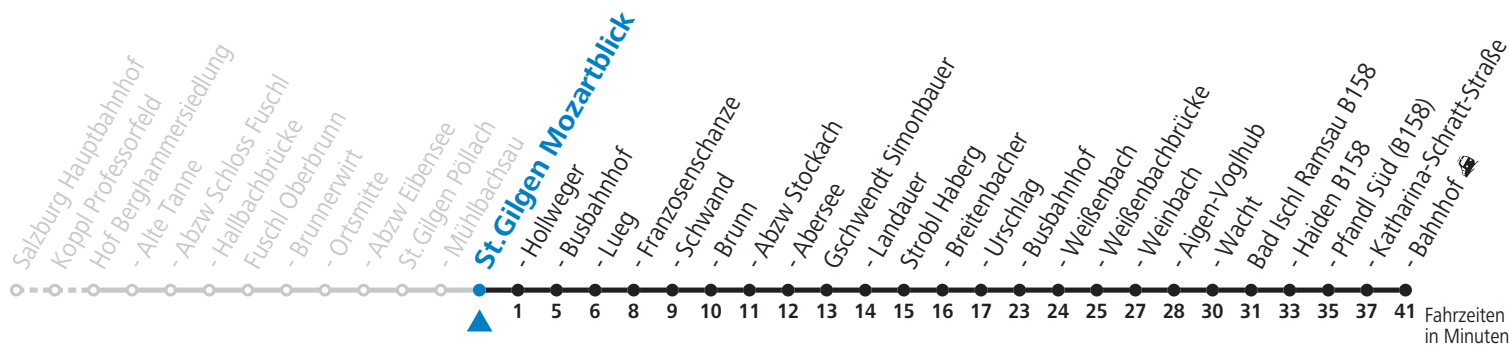 Salzburg Hauptbahnhof
Koppl Professorfeld
Hof Berghammersiedlung
- Alte Tanne
- Abzw Schloss Fuschl
- Hallbachbrücke
Fuschl Oberbrunn
- Brunnerwirt
- Ortsmitte
- Abzw Eibensee
St.Gilgen Pöllach
- Mühlbachsau
St.Gilgen Mozartblick
- Hollweger
- Busbahnhof
- Lueg
- Franzosenschanze
- Schwand
- Brunn
- Abzw Stockach
- Abersee
Gschwendt Simonbauer
- Landauer
Strobl Haberg
- Breitenbacher
- Urschlag
- Busbahnhof
- Weißenbach
- Weißenbachbrücke
- Weinbach
- Aigen-Voglhub
- Wacht
Bad Ischl Ramsau B158
- Haiden B158
- Pfandl Süd (B158)
- Katharina-Schratt-Straße
- Bahnhof
1 5 6 8 9 10 11 12 13 14 15 16 17 23 24 25 27 28 30 31 33 35 37 41 Fahrzeiten
in Minuten